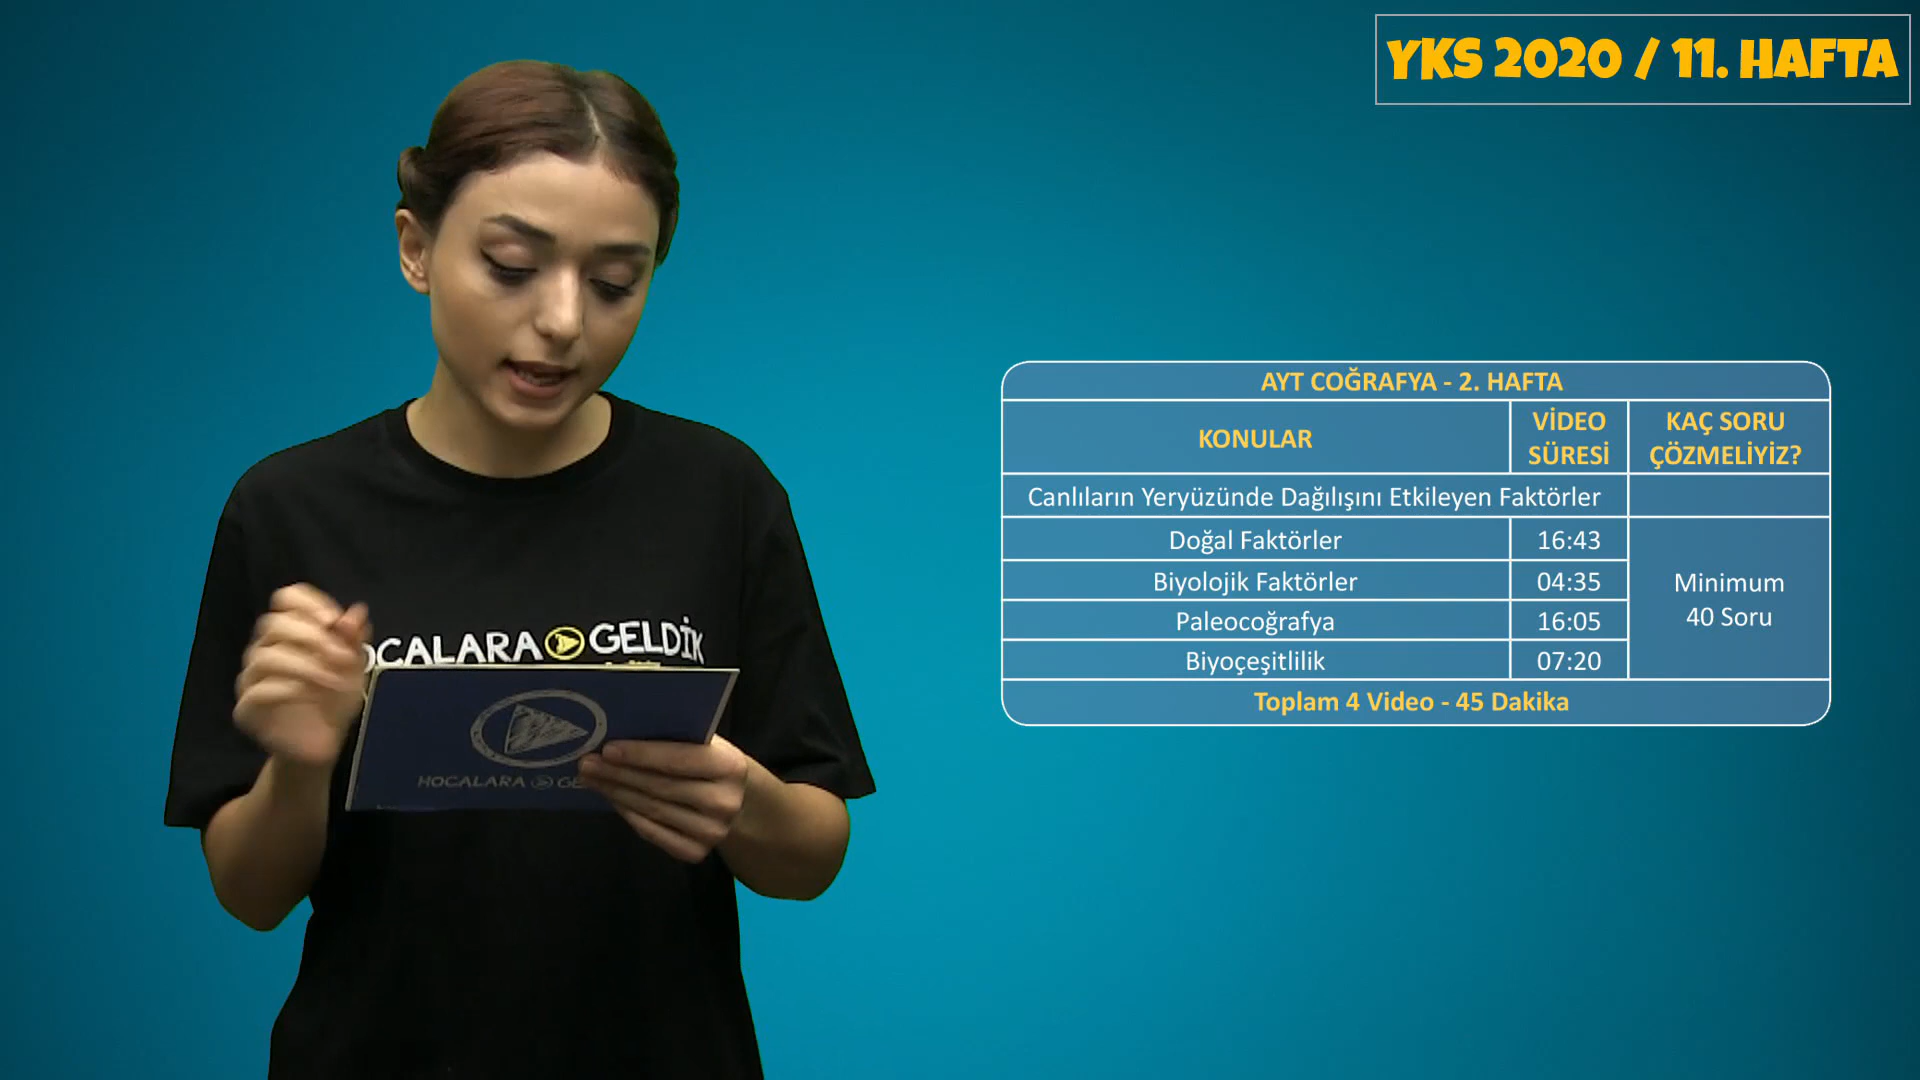 YKS 2020 / 11. HAFTA
AYT COĞRAFYA - 2. HAFTA
KONULAR
VİDEO
SÜRESİ
KAÇ SORU
ÇÖZMELİYİZ?
Canlıların Yeryüzünde Dağılışını Etkileyen Faktörler
Doğal Faktörler 16:43
Biyolojik Faktörler 04:35
Paleocoğrafya 16:05
Biyoçeşitlilik 07:20
Minimum
40 Soru
Toplam 4 Video - 45 Dakika
GELDİK
HOCALARA